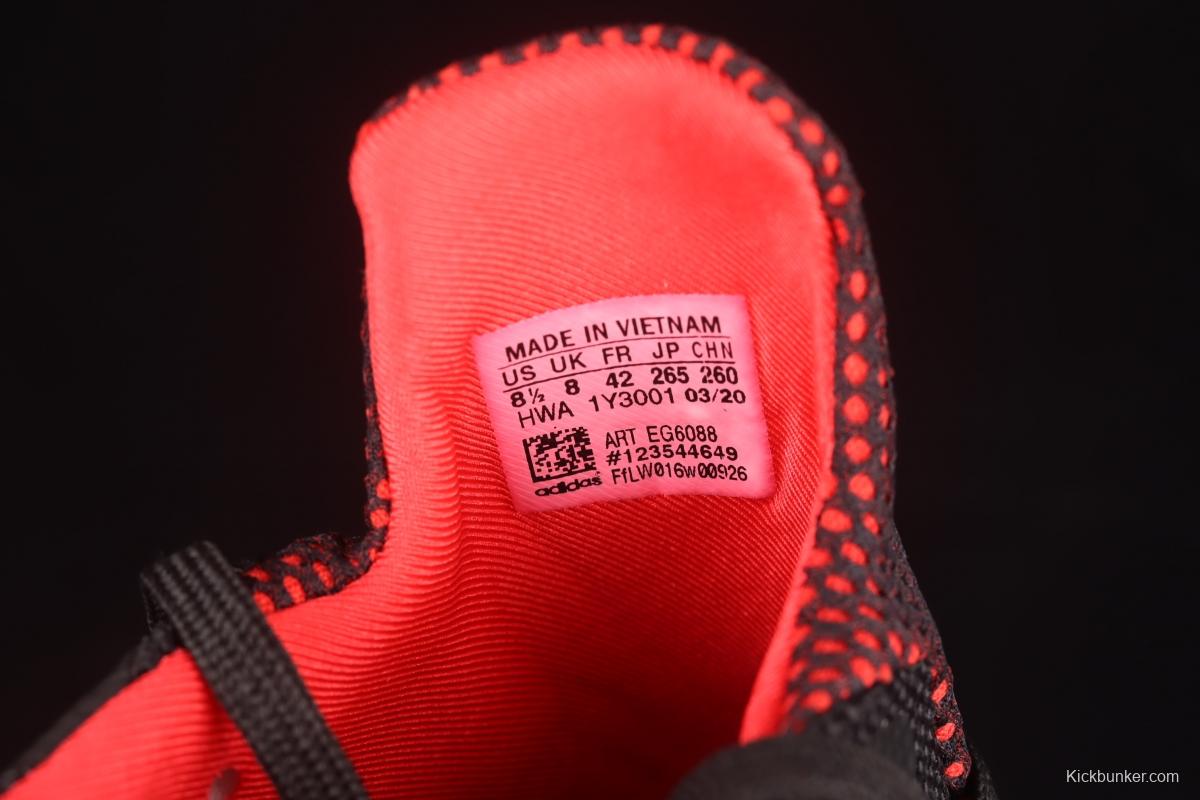 MADE IN VIETNAM
US UK FR JP CHN
8½ 8 42 265 260
HWA 1Y3001 03/20
ART EG6088
#123544649
FfLW016w00926
adidas
Kickbunker.com